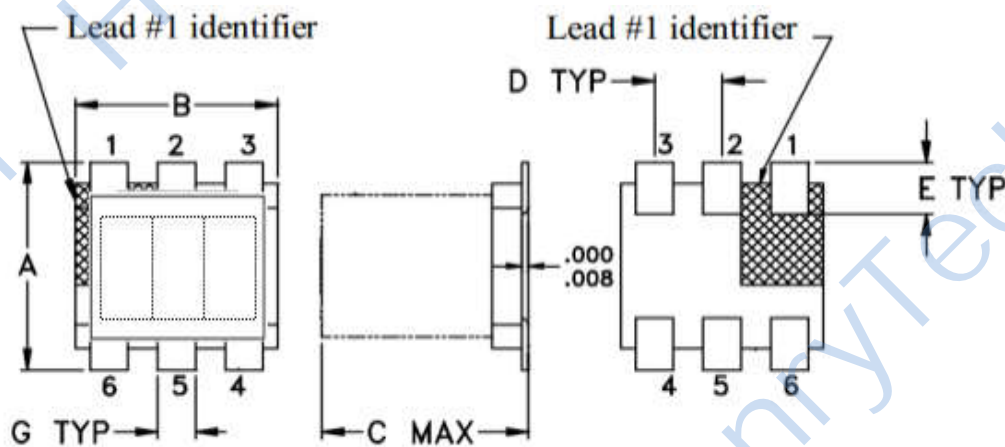 Lead #1 identifier
Lead #1 identifier
D TYP
B
1 2 3
3 2 1
E TYP
A
.000
.008
6 5 4
4 5 6
G TYP
C MAX